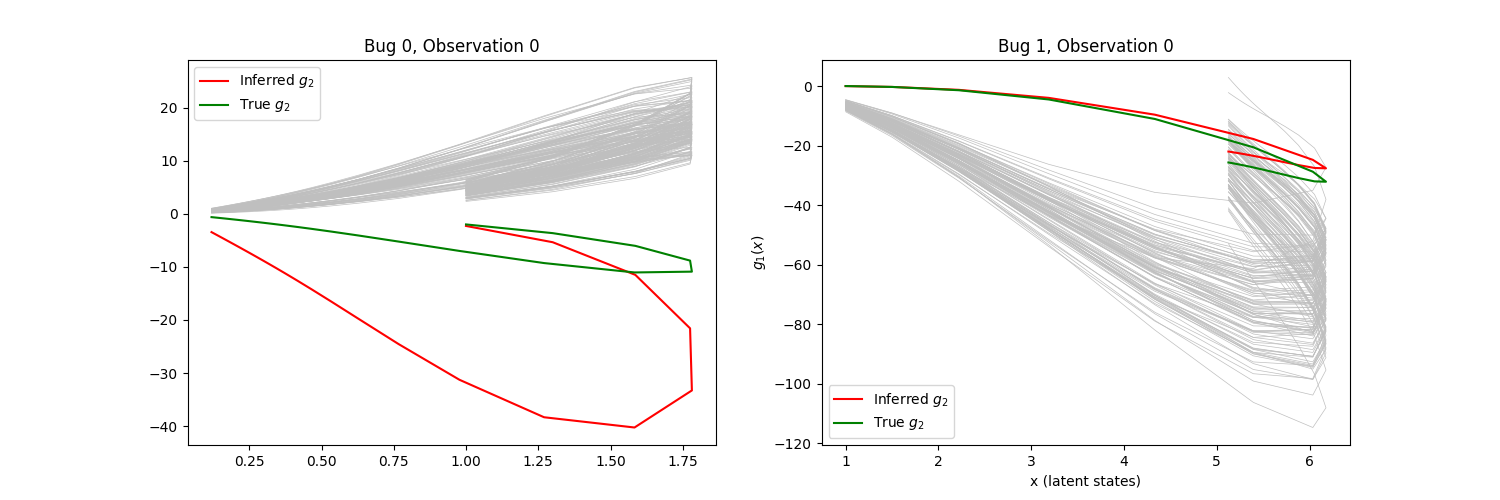 Bug 0, Observation 0
Inferred g₂
True g₂
20
10
0
−10
−20
−30
−40
0.25 0.50 0.75 1.00 1.25 1.50 1.75
Bug 1, Observation 0
g₁(x)
0
−20
−40
−60
−80
−100
−120
Inferred g₂
True g₂
1 2 3 4 5 6
x (latent states)